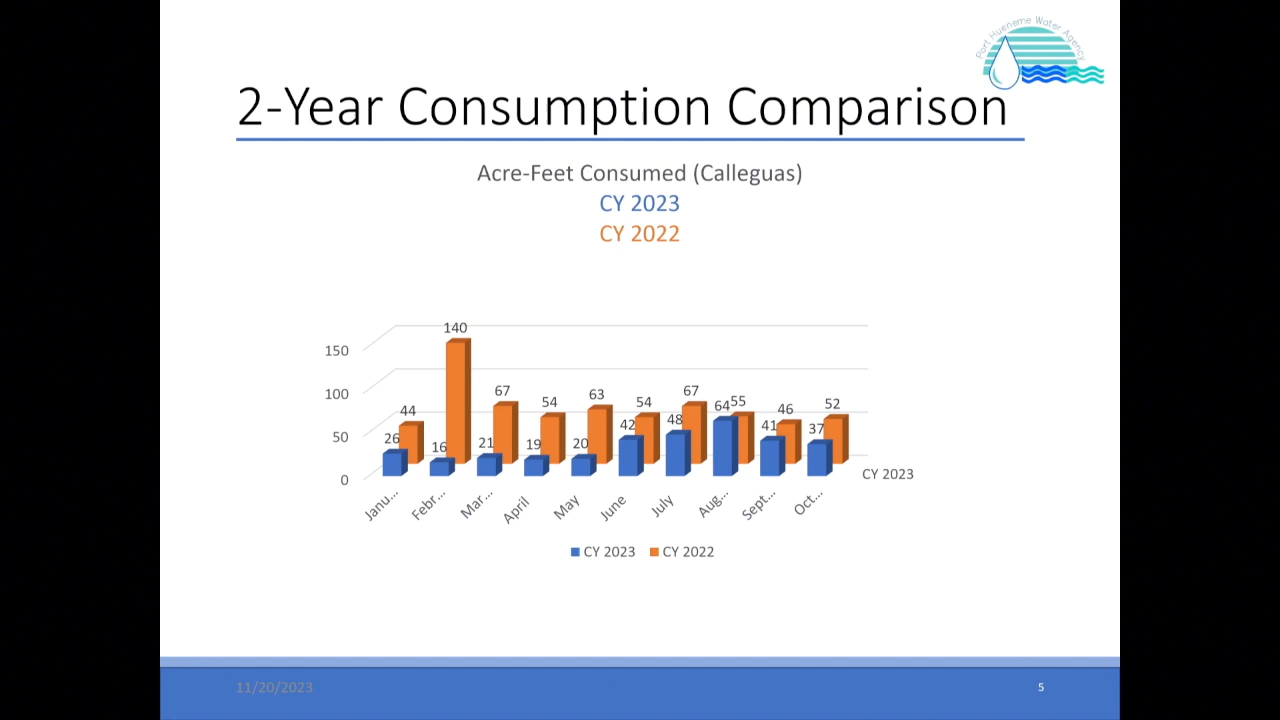 Port Hueneme Water Agency
2-Year Consumption Comparison
Acre-Feet Consumed (Calleguas)
CY 2023
CY 2022
150
100
50
0
26 16 21 19 20 42 48 64 41 37
44 140 67 54 63 54 67 55 46 52
CY 2023
Janu... Febr... Mar... April May June July Aug... Sept... Oct...
CY 2023 CY 2022
11/20/2023
5